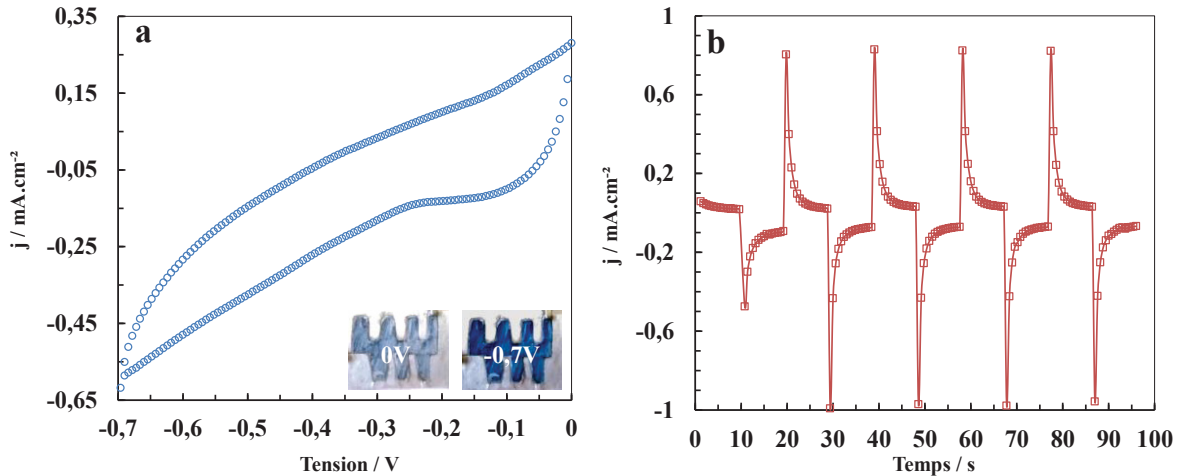 a
0,35
0,15
-0,05
-0,25
-0,45
-0,65
j / mA.cm⁻²
0V
-0,7V
-0,7 -0,6 -0,5 -0,4 -0,3 -0,2 -0,1 0
Tension / V
b
1
0,6
0,2
-0,2
-0,6
-1
j / mA.cm⁻²
0 10 20 30 40 50 60 70 80 90 100
Temps / s